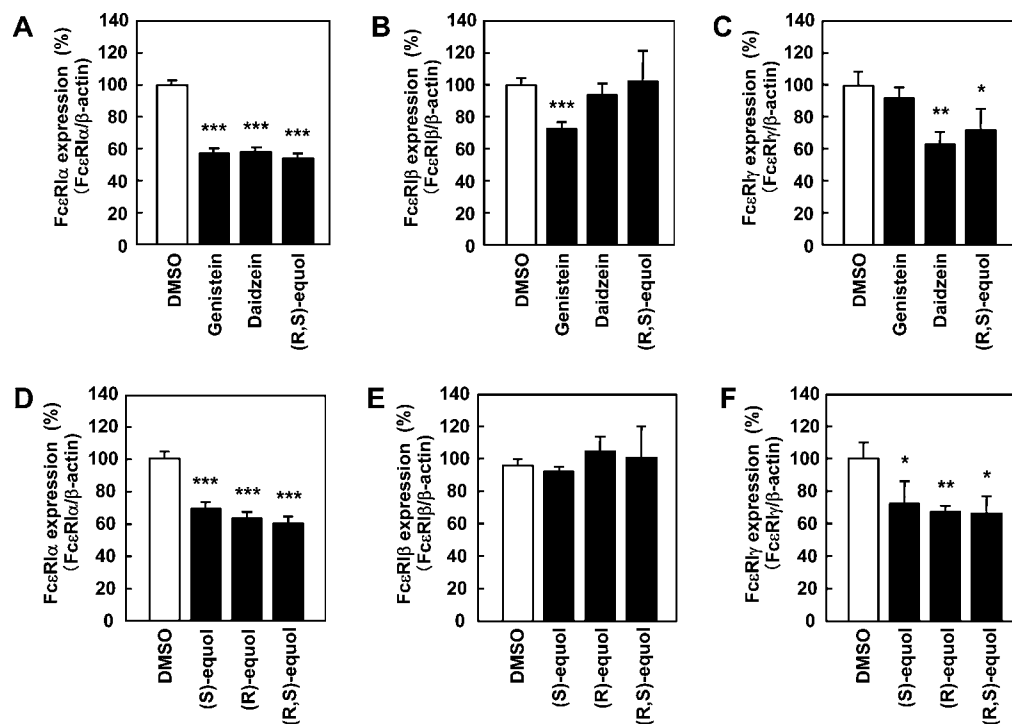 A
FcεRIα expression (%)
(FcεRIα/β-actin)
140
120
100
80
60
40
20
0
***
***
***
DMSO
Genistein
Daidzein
(R,S)-equol
B
FcεRIβ expression (%)
(FcεRIβ/β-actin)
140
120
100
80
60
40
20
0
***
DMSO
Genistein
Daidzein
(R,S)-equol
C
FcεRIγ expression (%)
(FcεRIγ/β-actin)
140
120
100
80
60
40
20
0
**
*
DMSO
Genistein
Daidzein
(R,S)-equol
D
FcεRIα expression (%)
(FcεRIα/β-actin)
140
120
100
80
60
40
20
0
***
***
***
DMSO
(S)-equol
(R)-equol
(R,S)-equol
E
FcεRIβ expression (%)
(FcεRIβ/β-actin)
140
120
100
80
60
40
20
0
DMSO
(S)-equol
(R)-equol
(R,S)-equol
F
FcεRIγ expression (%)
(FcεRIγ/β-actin)
140
120
100
80
60
40
20
0
*
**
*
DMSO
(S)-equol
(R)-equol
(R,S)-equol